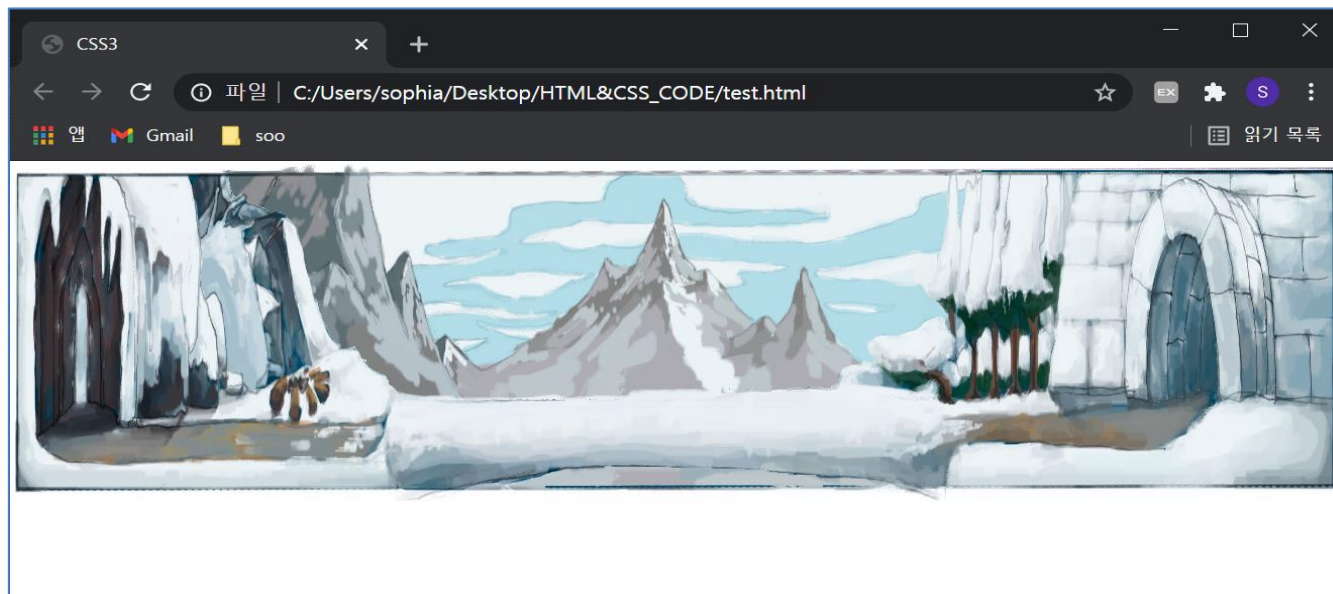 CSS3
파일 C:/Users/sophia/Desktop/HTML&CSS_CODE/test.html
EX S
앱 Gmail soo 읽기 목록